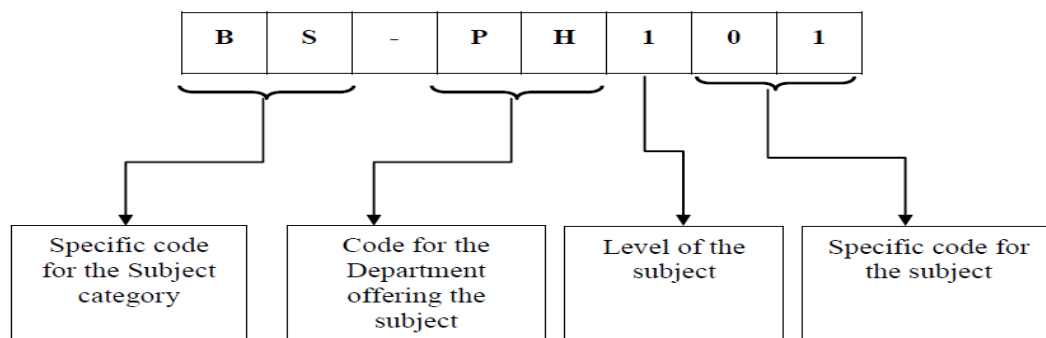 B S - P H 1 0 1
Specific code
for the Subject
category
Code for the
Department
offering the
subject
Level of the
subject
Specific code for
the subject